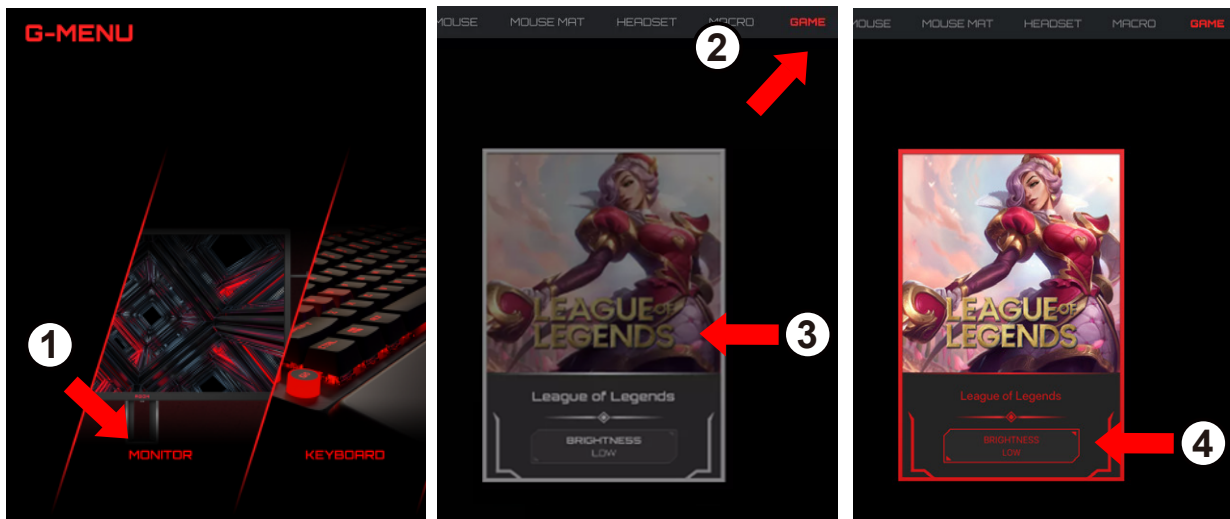 G-MENU
1
MONITOR
KEYBOARD
MOUSE MOUSE MAT HEADSET MACRO GAME
2
LEAGUE OF
LEGENDS
3
League of Legends
BRIGHTNESS
LOW
MOUSE MOUSE MAT HEADSET MACRO GAME
LEAGUE OF
LEGENDS
League of Legends
BRIGHTNESS
LOW
4